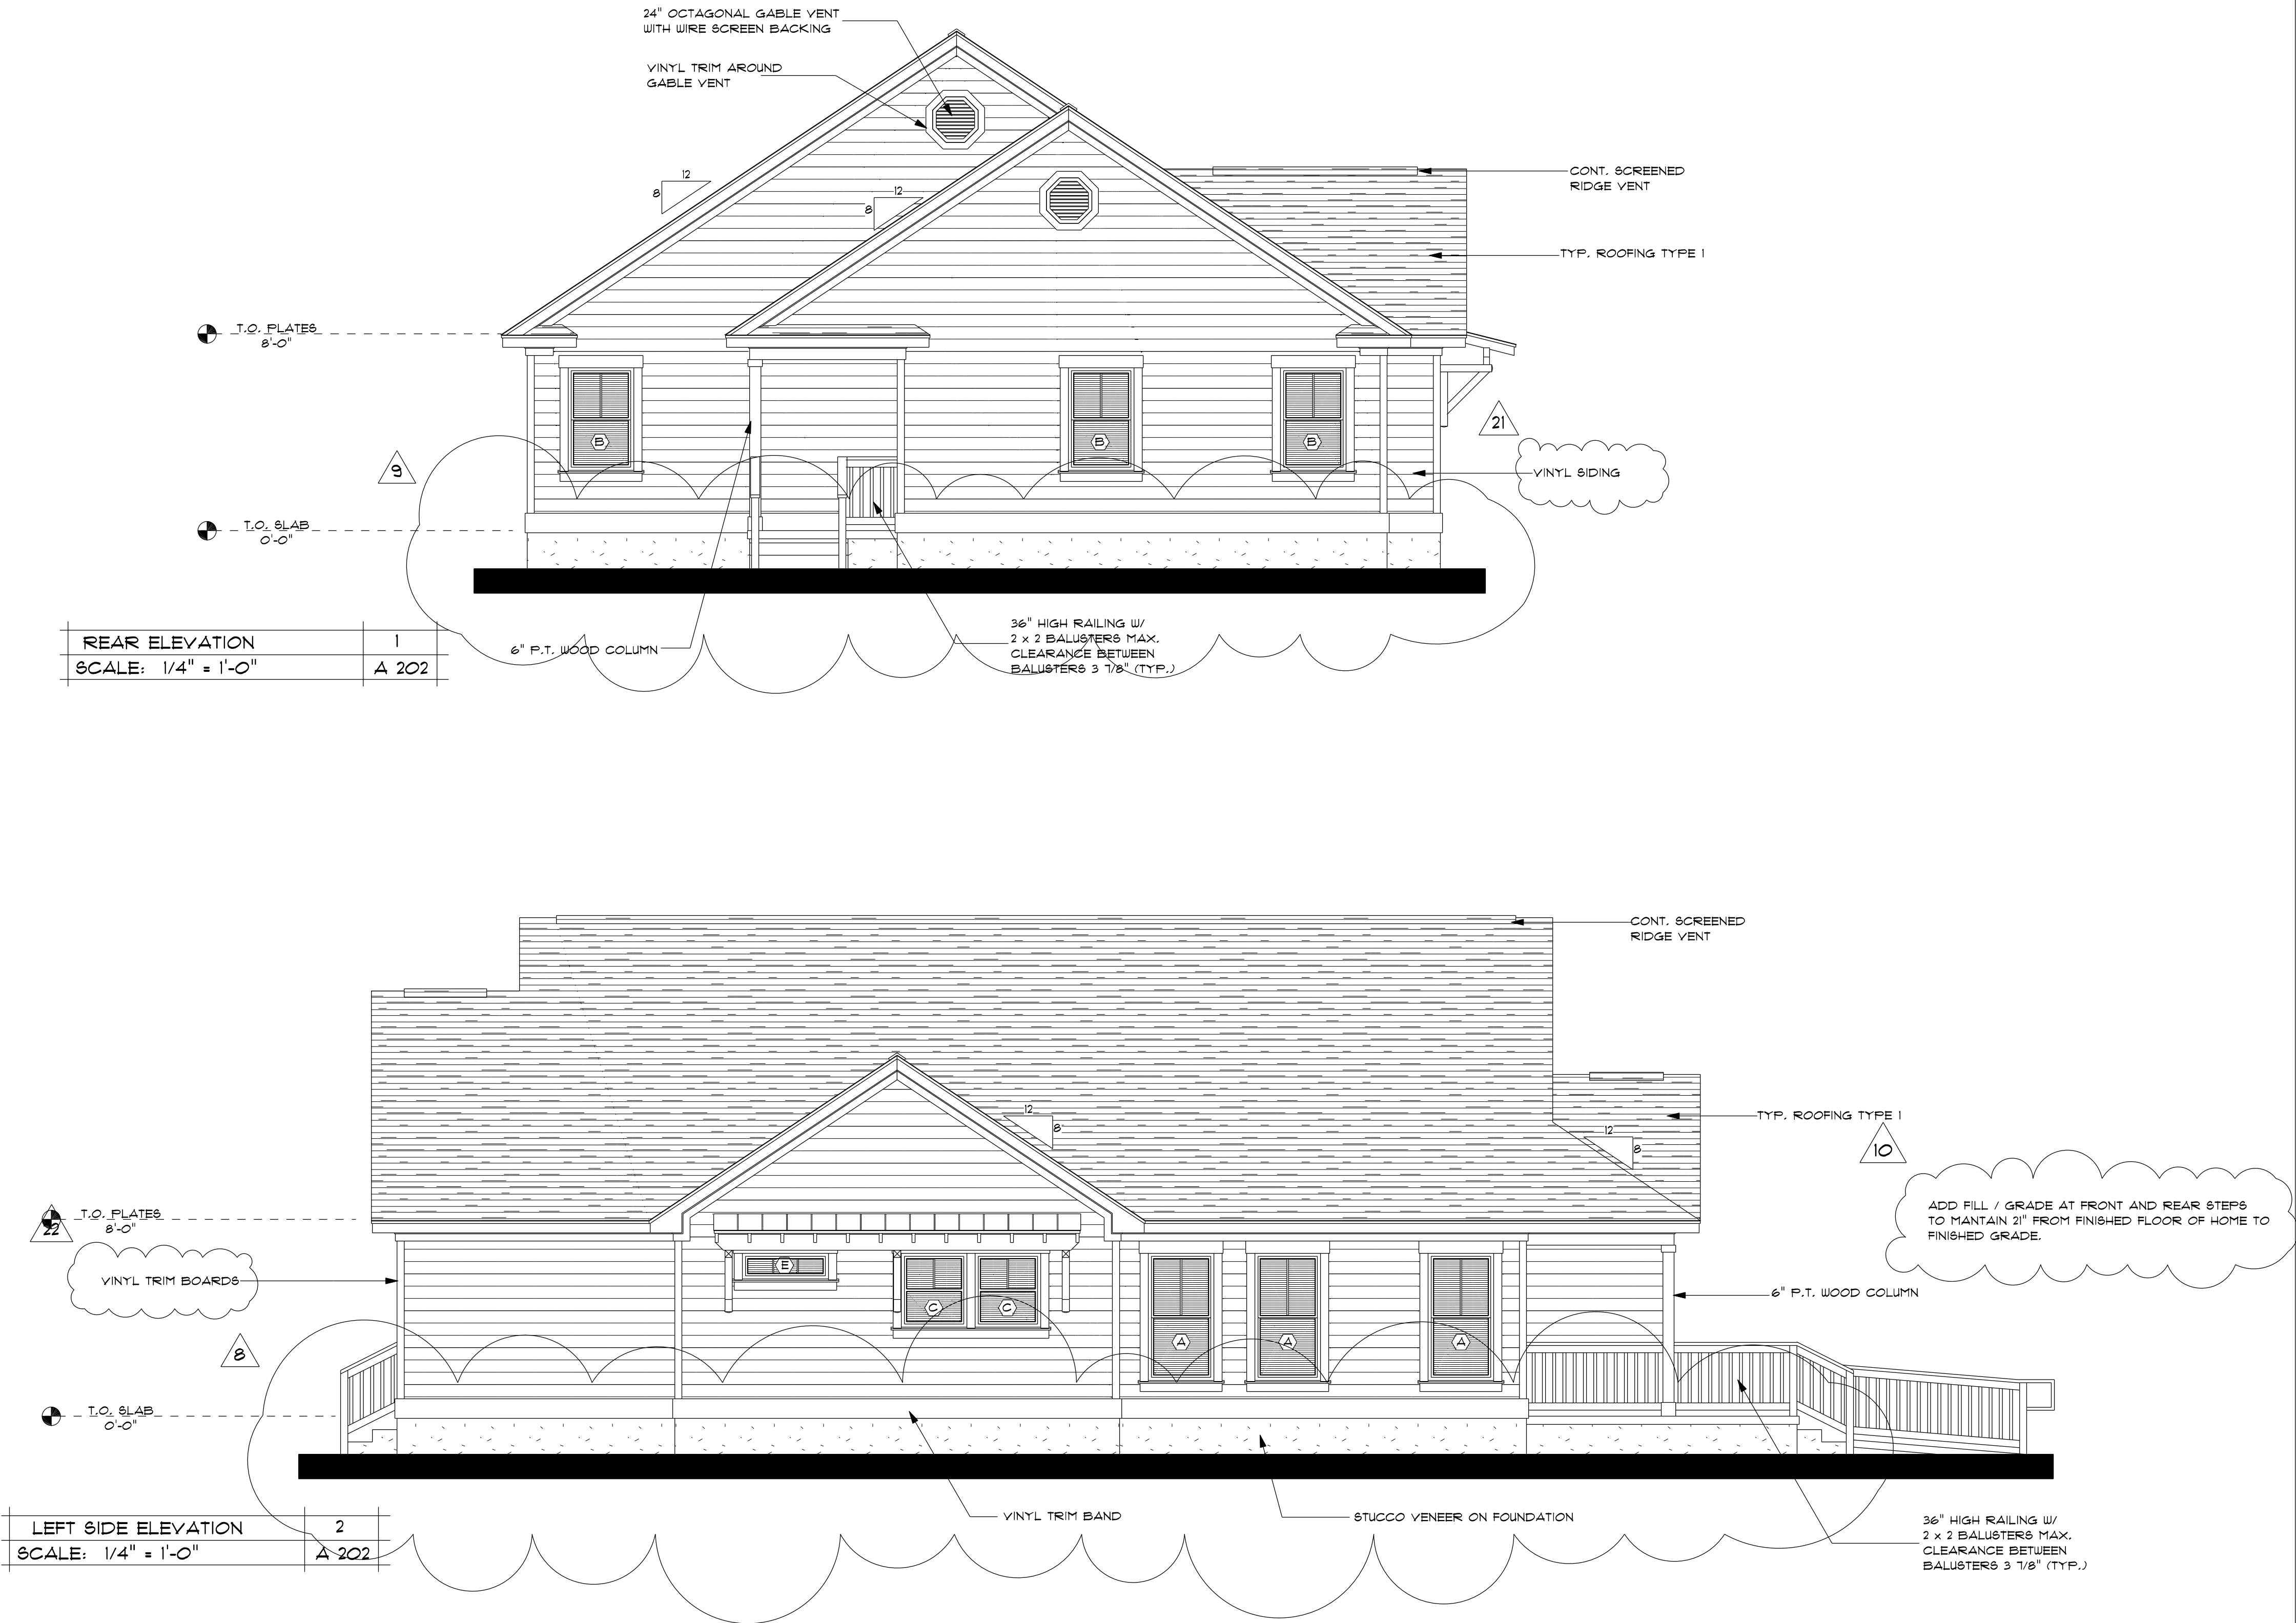 24" OCTAGONAL GABLE VENT
WITH WIRE SCREEN BACKING
VINYL TRIM AROUND
GABLE VENT
12
8
12
8
CONT. SCREENED
RIDGE VENT
TYP. ROOFING TYPE 1
T.O. PLATES
8'-0"
B
B
B
21
VINYL SIDING
9
T.O. SLAB
0'-0"
36" HIGH RAILING W/
2 x 2 BALUSTERS MAX.
CLEARANCE BETWEEN
BALUSTERS 3 7/8" (TYP.)
6" P.T. WOOD COLUMN
REAR ELEVATION 1
SCALE: 1/4" = 1'-0" A 202
CONT. SCREENED
RIDGE VENT
12
8
TYP. ROOFING TYPE 1
12
8
10
ADD FILL / GRADE AT FRONT AND REAR STEPS
TO MANTAIN 21" FROM FINISHED FLOOR OF HOME TO
FINISHED GRADE.
T.O. PLATES
8'-0"
22
VINYL TRIM BOARDS
E
C
C
A
A
A
6" P.T. WOOD COLUMN
8
T.O. SLAB
0'-0"
VINYL TRIM BAND
STUCCO VENEER ON FOUNDATION
36" HIGH RAILING W/
2 x 2 BALUSTERS MAX.
CLEARANCE BETWEEN
BALUSTERS 3 7/8" (TYP.)
LEFT SIDE ELEVATION 2
SCALE: 1/4" = 1'-0" A 202